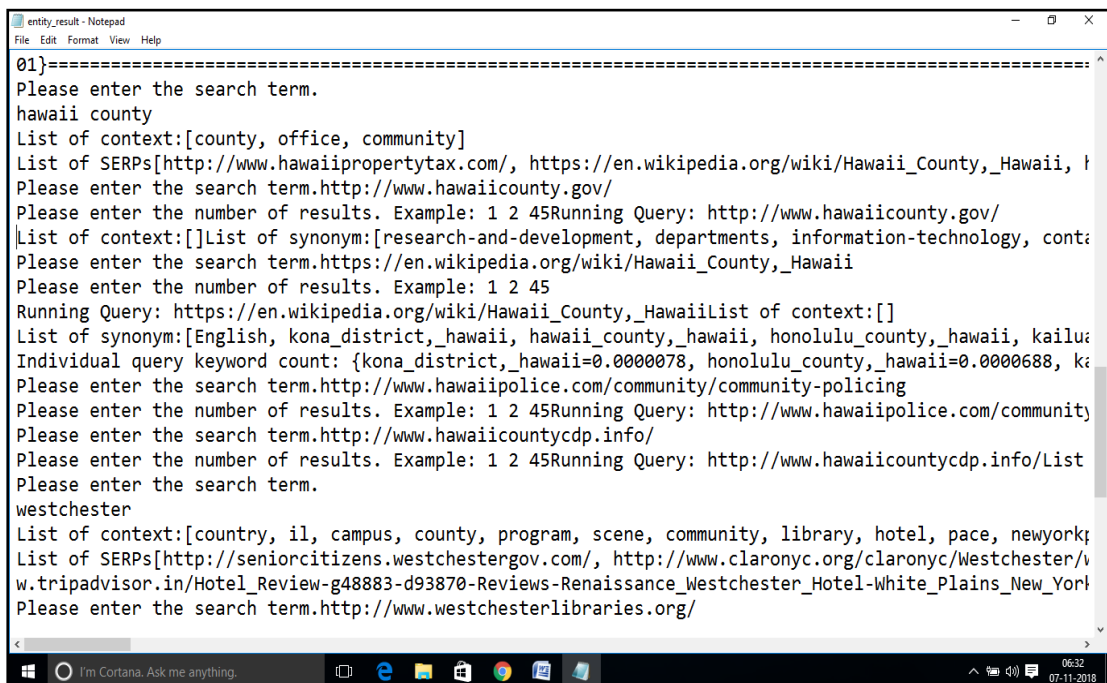 entity_result - Notepad
File Edit Format View Help
01}====================================================================================================:
Please enter the search term.
hawaii county
List of context:[county, office, community]
List of SERPs[http://www.hawaiipropertytax.com/, https://en.wikipedia.org/wiki/Hawaii_County,_Hawaii, h
Please enter the search term.http://www.hawaiicounty.gov/
Please enter the number of results. Example: 1 2 45Running Query: http://www.hawaiicounty.gov/
List of context:[]List of synonym:[research-and-development, departments, information-technology, conta
Please enter the search term.https://en.wikipedia.org/wiki/Hawaii_County,_Hawaii
Please enter the number of results. Example: 1 2 45
Running Query: https://en.wikipedia.org/wiki/Hawaii_County,_HawaiiList of context:[]
List of synonym:[English, kona_district,_hawaii, hawaii_county,_hawaii, honolulu_county,_hawaii, kailua
Individual query keyword count: {kona_district,_hawaii=0.0000078, honolulu_county,_hawaii=0.0000688, ka
Please enter the search term.http://www.hawaiipolice.com/community/community-policing
Please enter the number of results. Example: 1 2 45Running Query: http://www.hawaiipolice.com/community
Please enter the search term.http://www.hawaiicountycdp.info/
Please enter the number of results. Example: 1 2 45Running Query: http://www.hawaiicountycdp.info/List
Please enter the search term.
westchester
List of context:[country, il, campus, county, program, scene, community, library, hotel, pace, newyorkp
List of SERPs[http://seniorcitizens.westchestergov.com/, http://www.claronyc.org/claronyc/Westchester/w
w.tripadvisor.in/Hotel_Review-g48883-d93870-Reviews-Renaissance_Westchester_Hotel-White_Plains_New_York
Please enter the search term.http://www.westchesterlibraries.org/
I'm Cortana. Ask me anything.
06:32
07-11-2018